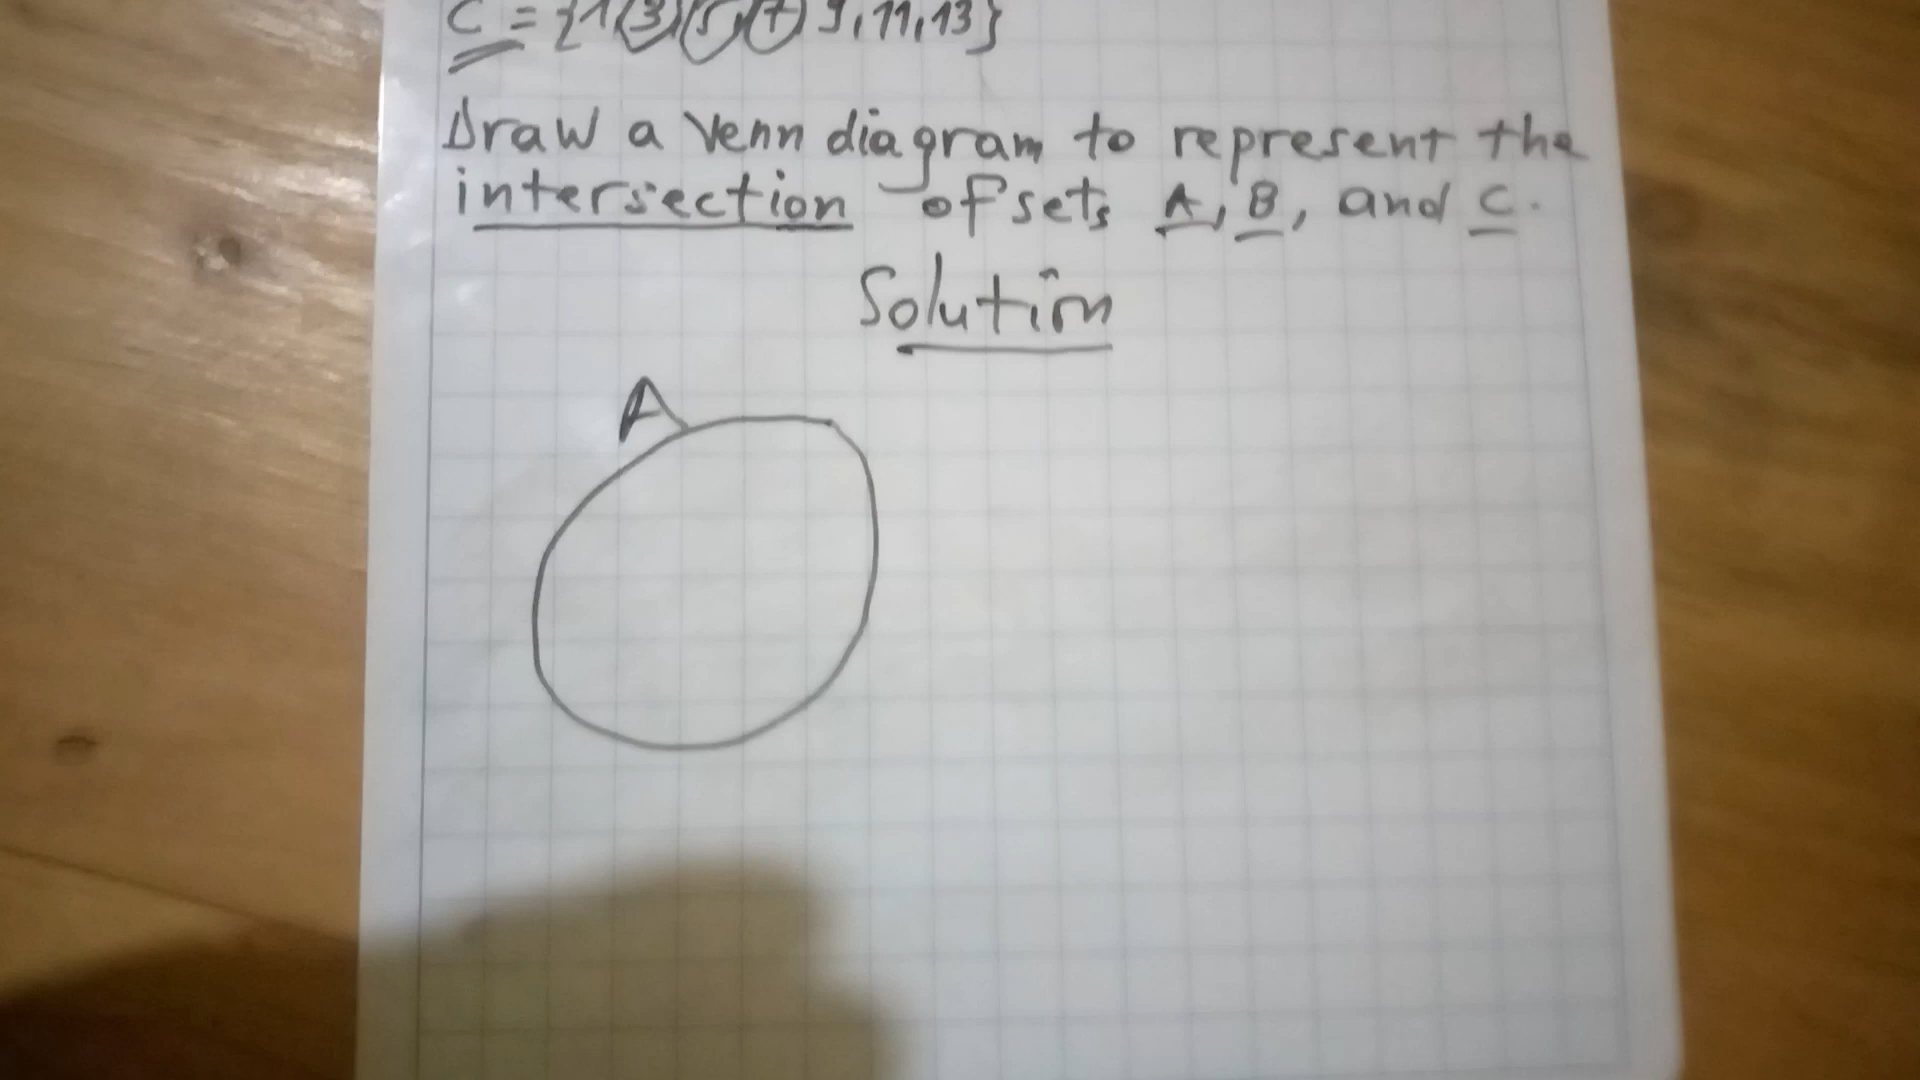 C = {1,3,5,7,9,11,13}
Draw a Venn diagram to represent the
intersection of sets A, B, and C.
Solution
A